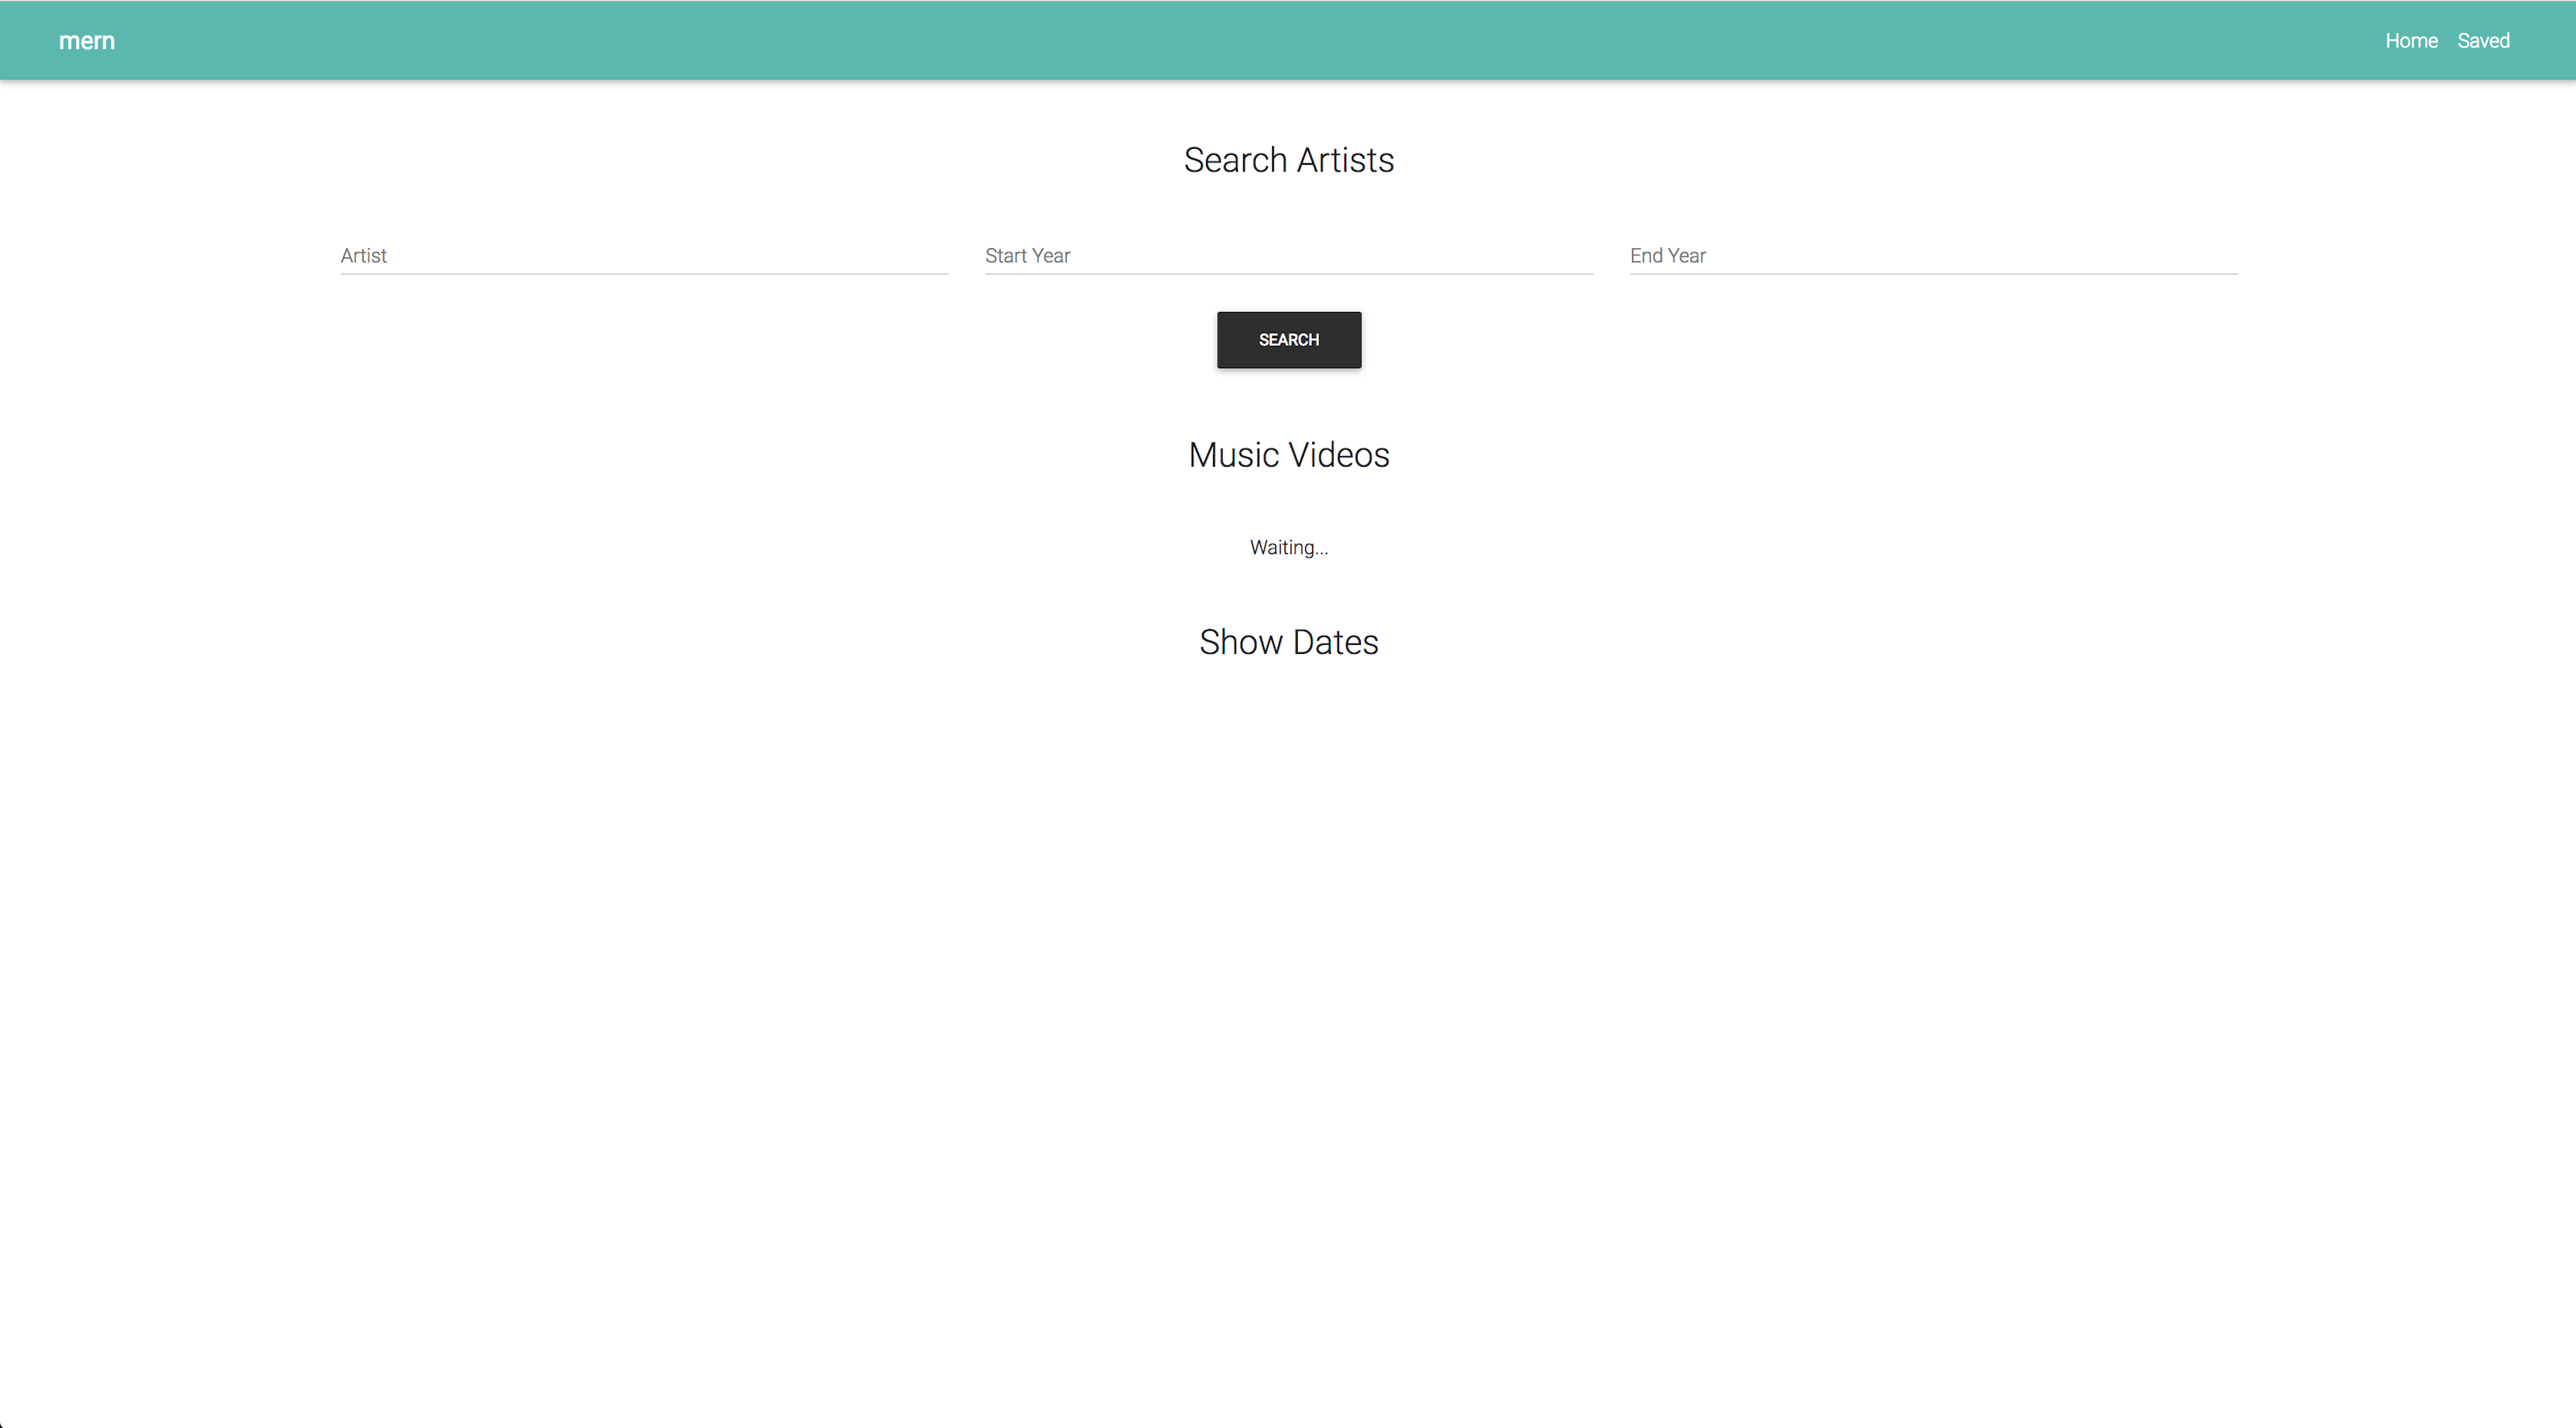 mern
Home Saved
Search Artists
Artist Start Year End Year
SEARCH
Music Videos
Waiting...
Show Dates